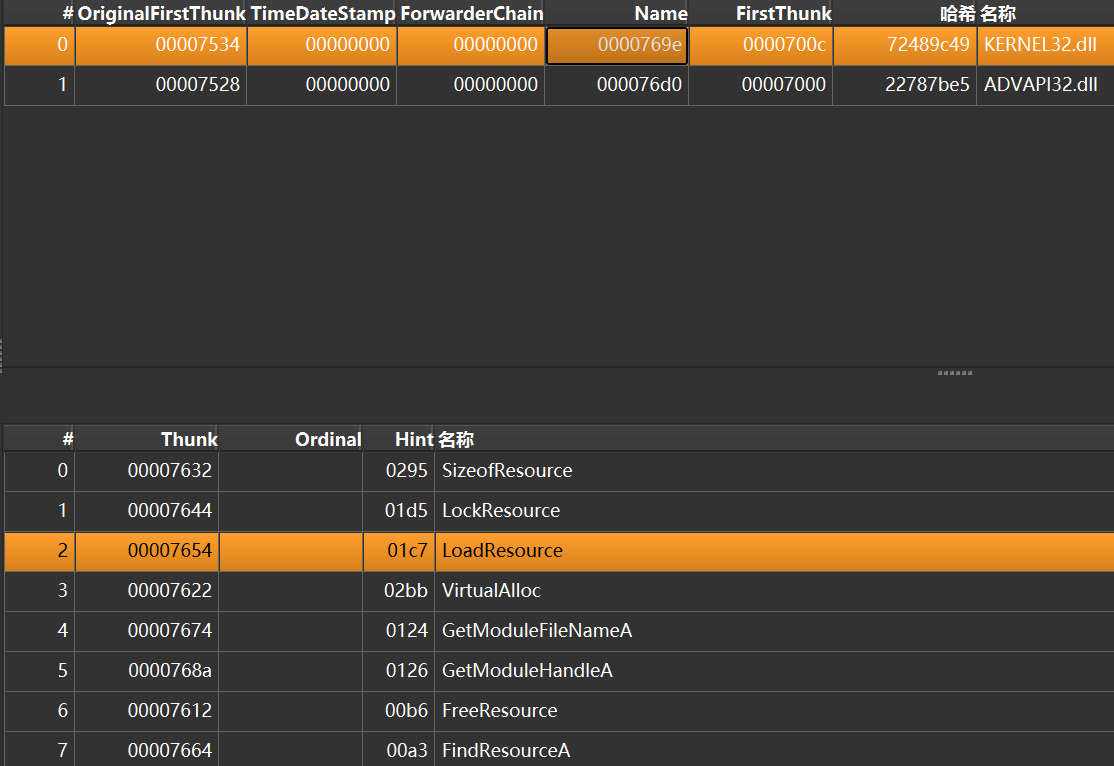 # OriginalFirstThunk TimeDateStamp ForwarderChain Name FirstThunk 哈希 名称
0 00007534 00000000 00000000 0000769e 0000700c 72489c49 KERNEL32.dll
1 00007528 00000000 00000000 000076d0 00007000 22787be5 ADVAPI32.dll
# Thunk Ordinal Hint 名称
0 00007632 0295 SizeofResource
1 00007644 01d5 LockResource
2 00007654 01c7 LoadResource
3 00007622 02bb VirtualAlloc
4 00007674 0124 GetModuleFileNameA
5 0000768a 0126 GetModuleHandleA
6 00007612 00b6 FreeResource
7 00007664 00a3 FindResourceA